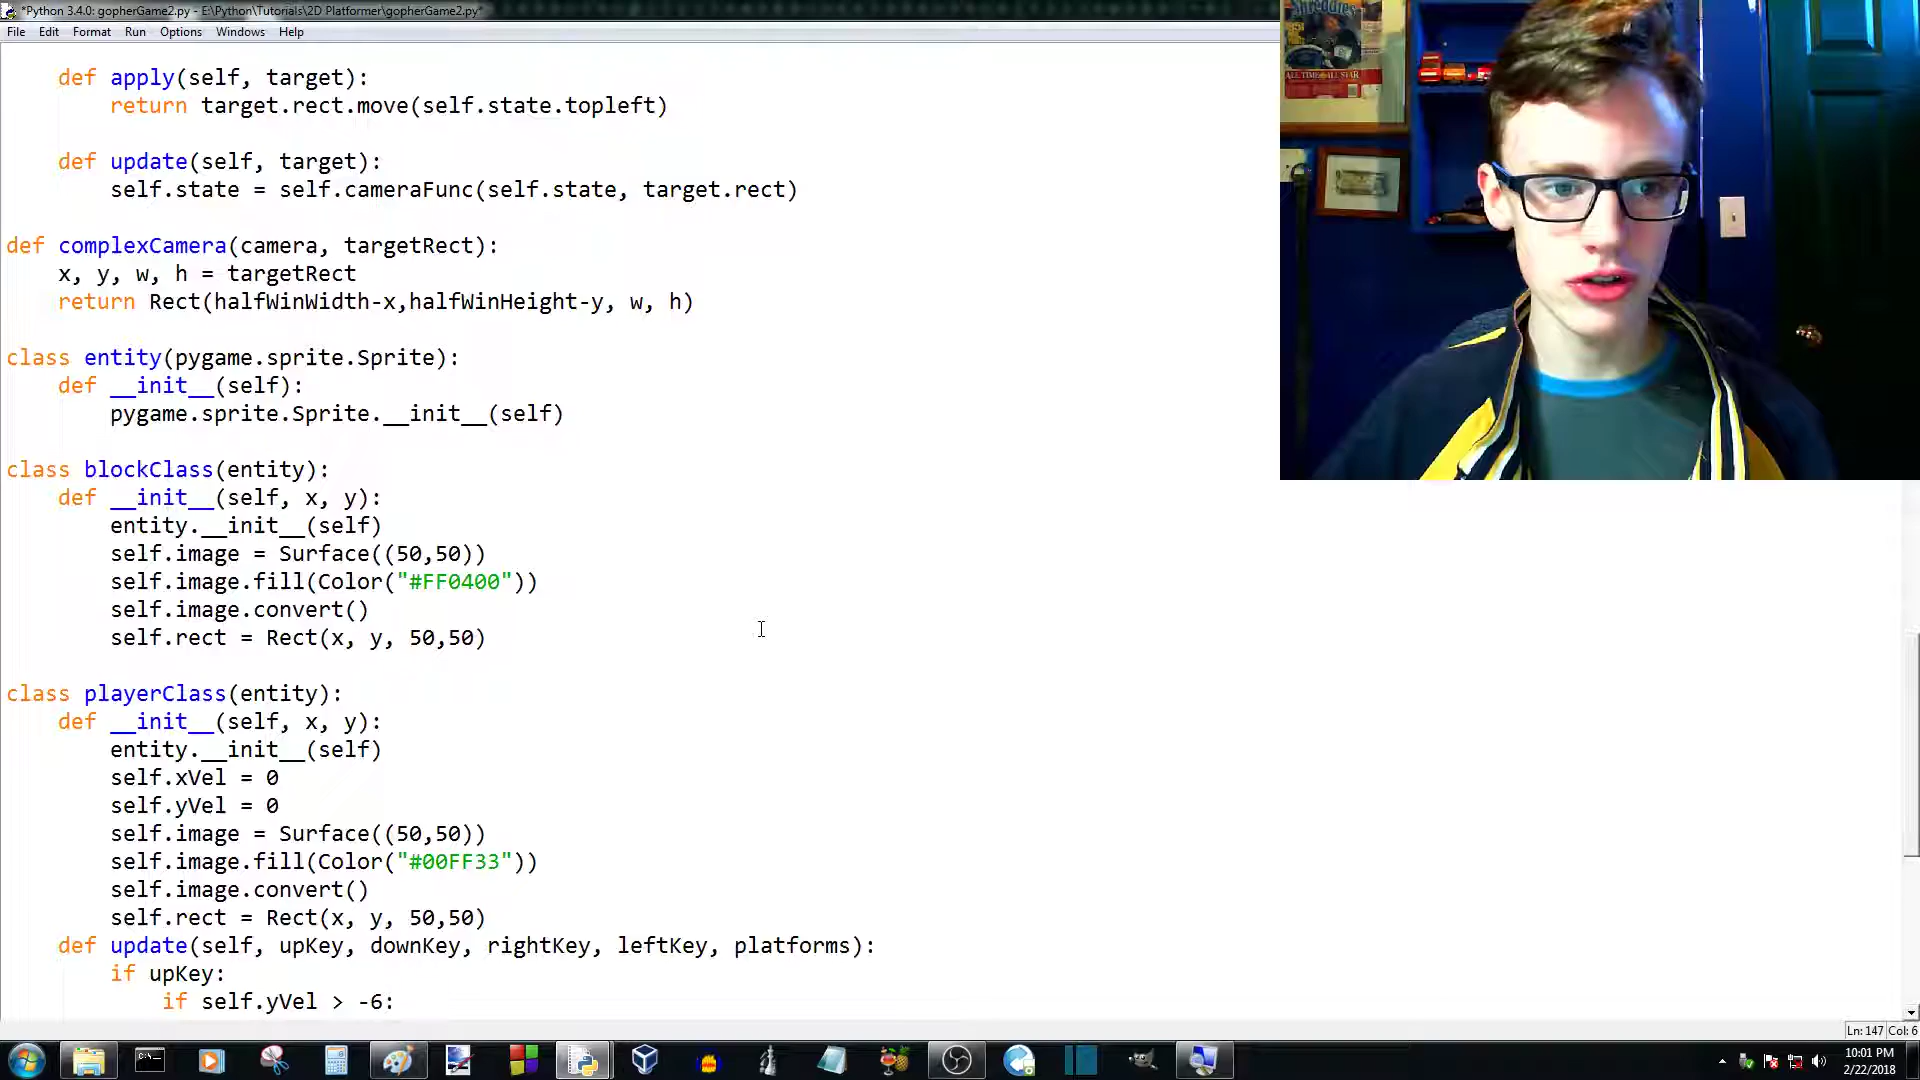 *Python 3.4.0: gopherGame2.py - E:\Python\Tutorials\2D Platformer\gopherGame2.py*
File Edit Format Run Options Windows Help
def apply(self, target):
return target.rect.move(self.state.topleft)
def update(self, target):
self.state = self.cameraFunc(self.state, target.rect)
def complexCamera(camera, targetRect):
x, y, w, h = targetRect
return Rect(halfWinWidth-x,halfWinHeight-y, w, h)
class entity(pygame.sprite.Sprite):
def __init__(self):
pygame.sprite.Sprite.__init__(self)
class blockClass(entity):
def __init__(self, x, y):
entity.__init__(self)
self.image = Surface((50,50))
self.image.fill(Color("#FF0400"))
self.image.convert()
self.rect = Rect(x, y, 50,50)
class playerClass(entity):
def __init__(self, x, y):
entity.__init__(self)
self.xVel = 0
self.yVel = 0
self.image = Surface((50,50))
self.image.fill(Color("#00FF33"))
self.image.convert()
self.rect = Rect(x, y, 50,50)
def update(self, upKey, downKey, rightKey, leftKey, platforms):
if upKey:
if self.yVel > -6:
Shreddies
ALL TIME ALL STAR
Ln: 147 Col: 6
10:01 PM
2/22/2018